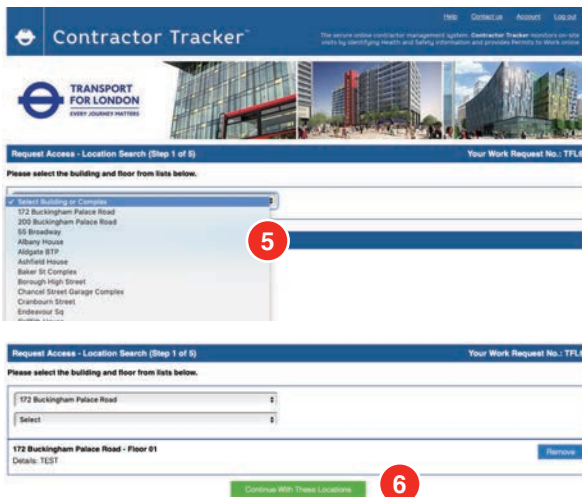 Help Contact us Account Log out
Contractor Tracker™
The secure online contractor management system. Contractor Tracker monitors on-site
visits by identifying Health and Safety information and provides Permits to Work online
TRANSPORT
FOR LONDON
EVERY JOURNEY MATTERS
Request Access - Location Search (Step 1 of 5) Your Work Request No.: TFL
Please select the building and floor from lists below.
✓ Select Building or Complex
172 Buckingham Palace Road
200 Buckingham Palace Road
55 Broadway
Albany House
Aldgate BTP
Ashfield House
Baker St Complex
Borough High Street
Chancel Street Garage Complex
Cranbourn Street
Endeavour Sq
5
Request Access - Location Search (Step 1 of 5) Your Work Request No.: TFL
Please select the building and floor from lists below.
172 Buckingham Palace Road
Select
172 Buckingham Palace Road - Floor 01
Details: TEST
Remove
Continue With These Locations
6